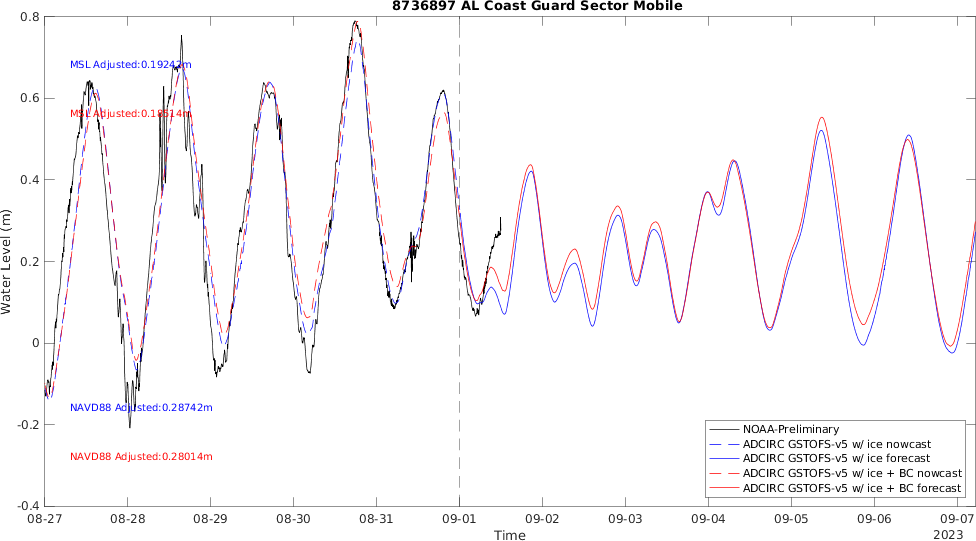 8736897 AL Coast Guard Sector Mobile
0.8
0.6
0.4
0.2
0
-0.2
-0.4
Water Level (m)
MSL Adjusted:0.19242m
MSL Adjusted:0.18514m
NAVD88 Adjusted:0.28742m
NAVD88 Adjusted:0.28014m
NOAA-Preliminary
ADCIRC GSTOFS-v5 w/ ice nowcast
ADCIRC GSTOFS-v5 w/ ice forecast
ADCIRC GSTOFS-v5 w/ ice + BC nowcast
ADCIRC GSTOFS-v5 w/ ice + BC forecast
08-27 08-28 08-29 08-30 08-31 09-01 09-02 09-03 09-04 09-05 09-06 09-07
Time
2023